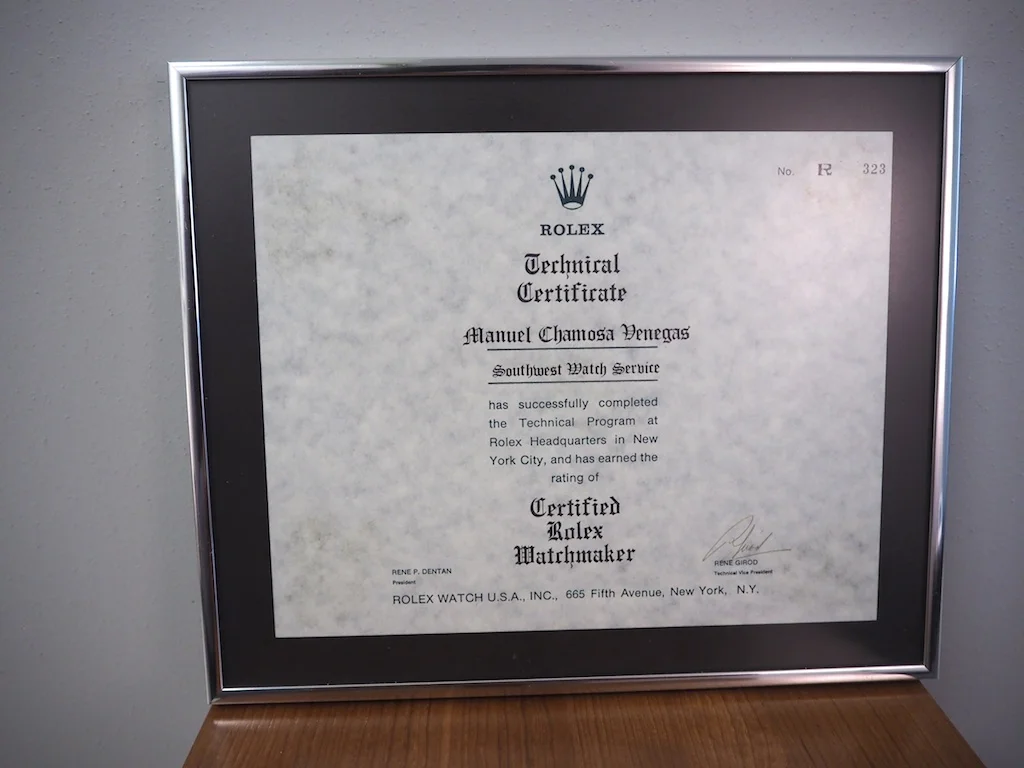 No. R 323
ROLEX
Technical
Certificate
Manuel Chamosa Venegas
Southwest Watch Service
has successfully completed
the Technical Program at
Rolex Headquarters in New
York City, and has earned the
rating of
Certified
Rolex
Watchmaker
RENE P. DENTAN
President
RENE GIROD
Technical Vice President
ROLEX WATCH U.S.A., INC., 665 Fifth Avenue, New York, N.Y.